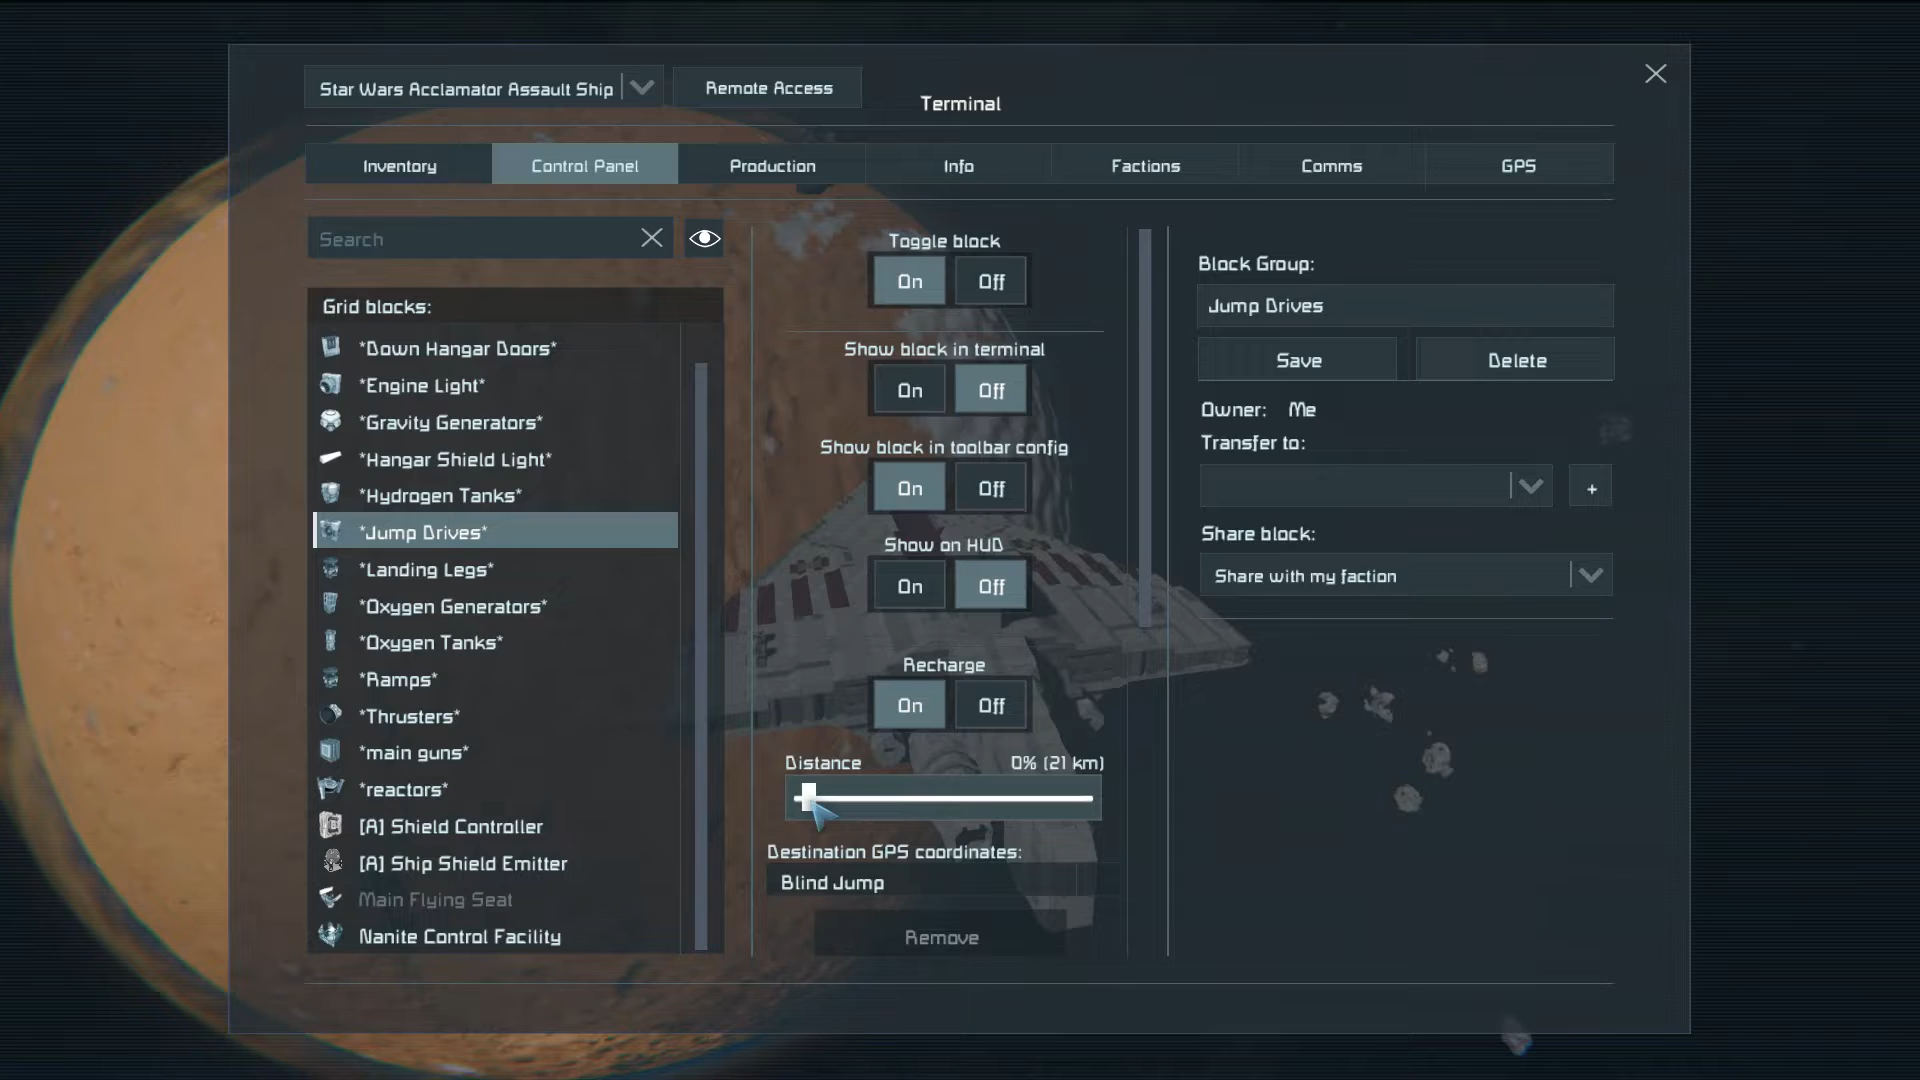 Star Wars Acclamator Assault Ship
Remote Access
Terminal
Inventory
Control Panel
Production
Info
Factions
Comms
GPS
Search
Grid blocks:
*Down Hangar Doors*
*Engine Light*
*Gravity Generators*
*Hangar Shield Light*
*Hydrogen Tanks*
*Jump Drives*
*Landing Legs*
*Oxygen Generators*
*Oxygen Tanks*
*Ramps*
*Thrusters*
*main guns*
*reactors*
[A] Shield Controller
[A] Ship Shield Emitter
Main Flying Seat
Nanite Control Facility
Toggle block
On Off
Show block in terminal
On Off
Show block in toolbar config
On Off
Show on HUD
On Off
Recharge
On Off
Distance 0% (21 km)
Destination GPS coordinates:
Blind Jump
Remove
Block Group:
Jump Drives
Save Delete
Owner: Me
Transfer to:
+
Share block:
Share with my faction